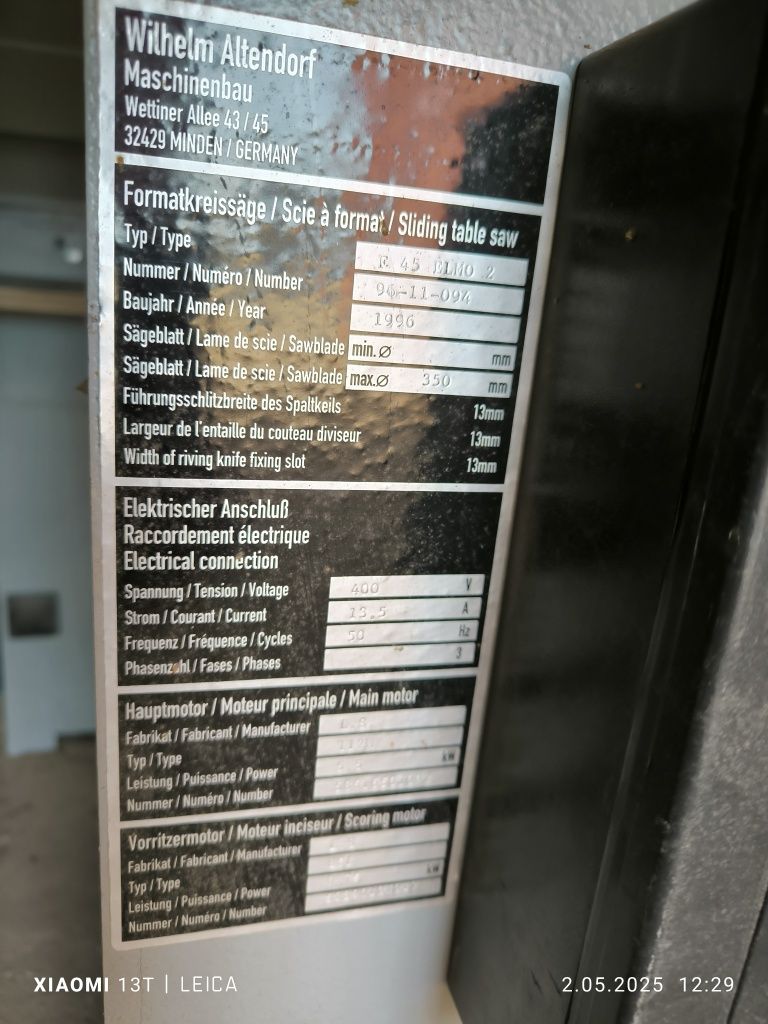 Wilhelm Altendorf
Maschinenbau
Wettiner Allee 43 / 45
32429 MINDEN / GERMANY
Formatkreissäge / Scie à format / Sliding table saw
Typ / Type F 45 ELMO 2
Nummer / Numéro / Number 96-11-094
Baujahr / Année / Year 1996
Sägeblatt / Lame de scie / Sawblade min.Ø mm
Sägeblatt / Lame de scie / Sawblade max.Ø 350 mm
Führungsschlitzbreite des Spaltkeils 13mm
Largeur de l'entaille du couteau diviseur 13mm
Width of riving knife fixing slot 13mm
Elektrischer Anschluß
Raccordement électrique
Electrical connection
Spannung / Tension / Voltage 400 V
Strom / Courant / Current 13.5 A
Frequenz / Fréquence / Cycles 50 Hz
Phasenzahl / Fases / Phases 3
Hauptmotor / Moteur principale / Main motor
Fabrikat / Fabricant / Manufacturer
Typ / Type
Leistung / Puissance / Power kW
Nummer / Numéro / Number
Vorritzermotor / Moteur inciseur / Scoring motor
Fabrikat / Fabricant / Manufacturer
Typ / Type
Leistung / Puissance / Power kW
Nummer / Numéro / Number
XIAOMI 13T | LEICA
2.05.2025 12:29